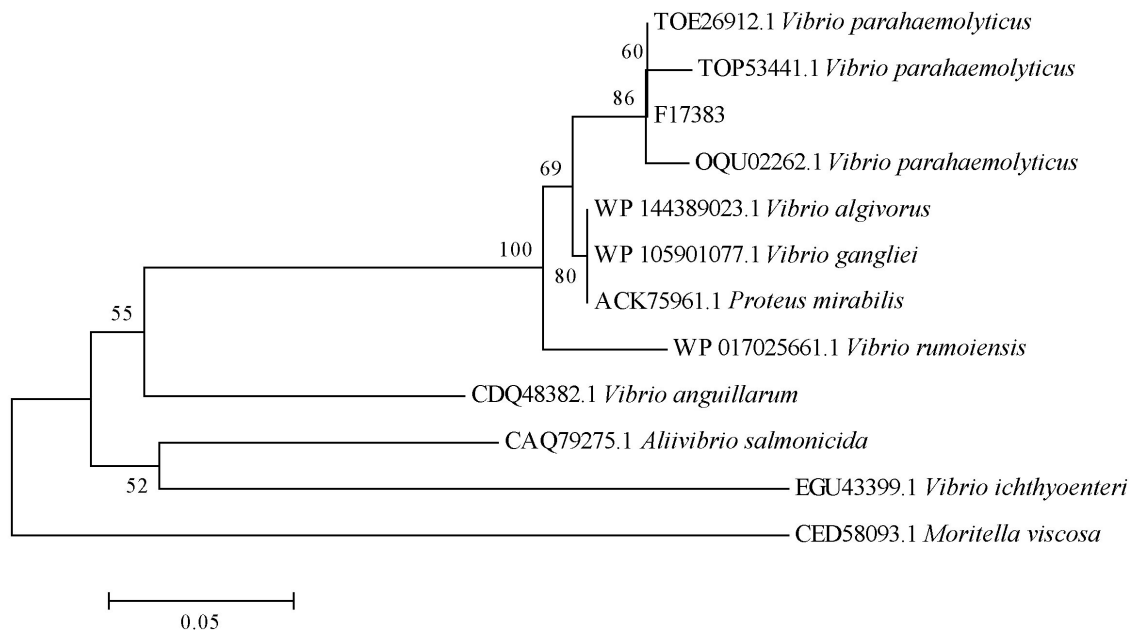 TOE26912.1 Vibrio parahaemolyticus
60
TOP53441.1 Vibrio parahaemolyticus
86
F17383
OQU02262.1 Vibrio parahaemolyticus
69
WP 144389023.1 Vibrio algivorus
100
WP 105901077.1 Vibrio gangliei
80
ACK75961.1 Proteus mirabilis
55
WP 017025661.1 Vibrio rumoiensis
CDQ48382.1 Vibrio anguillarum
CAQ79275.1 Aliivibrio salmonicida
52
EGU43399.1 Vibrio ichthyoenteri
CED58093.1 Moritella viscosa
0.05